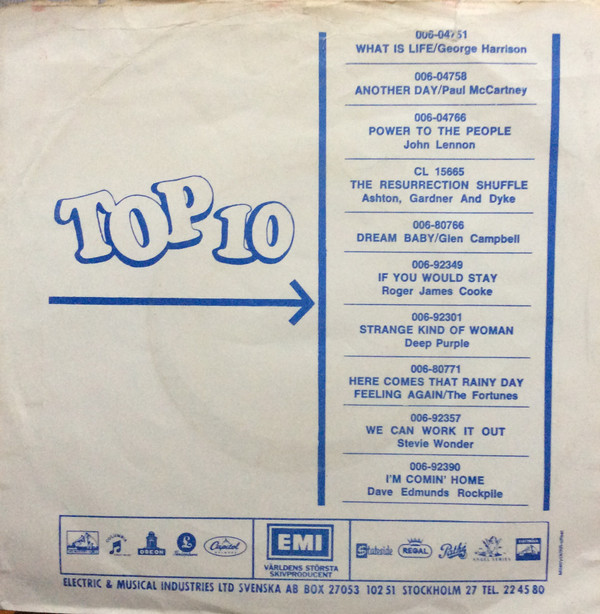 TOP 10
006-04751
WHAT IS LIFE/George Harrison
006-04758
ANOTHER DAY/Paul McCartney
006-04766
POWER TO THE PEOPLE
John Lennon
CL 15665
THE RESURRECTION SHUFFLE
Ashton, Gardner And Dyke
006-80766
DREAM BABY/Glen Campbell
006-92349
IF YOU WOULD STAY
Roger James Cooke
006-92301
STRANGE KIND OF WOMAN
Deep Purple
006-80771
HERE COMES THAT RAINY DAY
FEELING AGAIN/The Fortunes
006-92357
WE CAN WORK IT OUT
Stevie Wonder
006-92390
I'M COMIN' HOME
Dave Edmunds Rockpile
ODEON
Capitol
EMI
VÄRLDENS STÖRSTA
SKIVPRODUCENT
Stateside
REGAL
Pathé
ANGEL SERIES
ELECTRIC & MUSICAL INDUSTRIES LTD SVENSKA AB BOX 27053 102 51 STOCKHOLM 27 TEL. 22 45 80